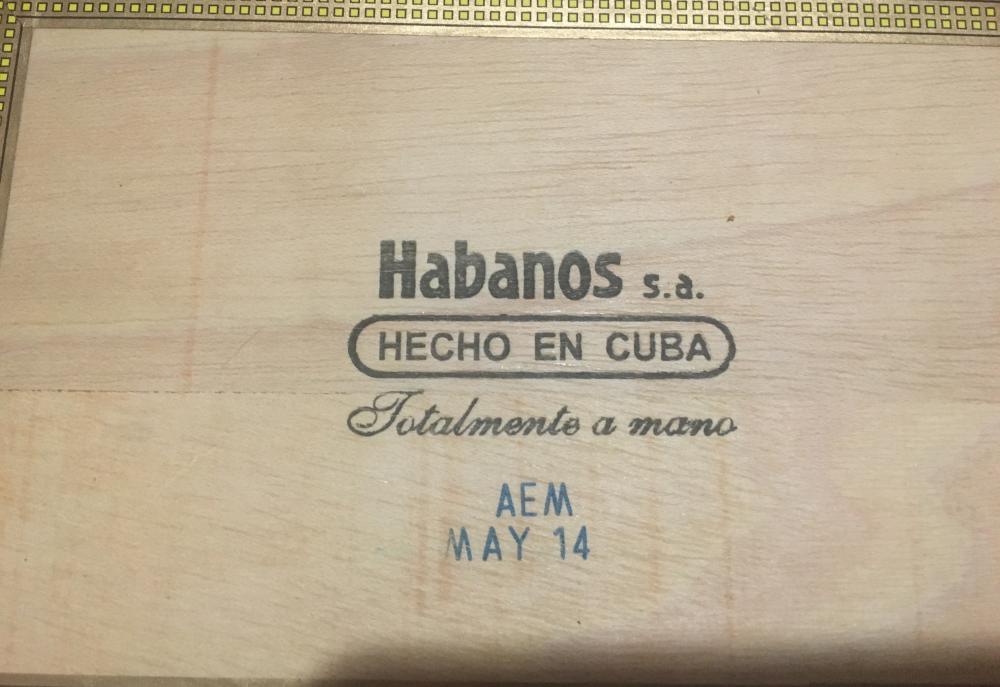 Habanos s.a.
HECHO EN CUBA
Totalmente a mano
AEM
MAY 14